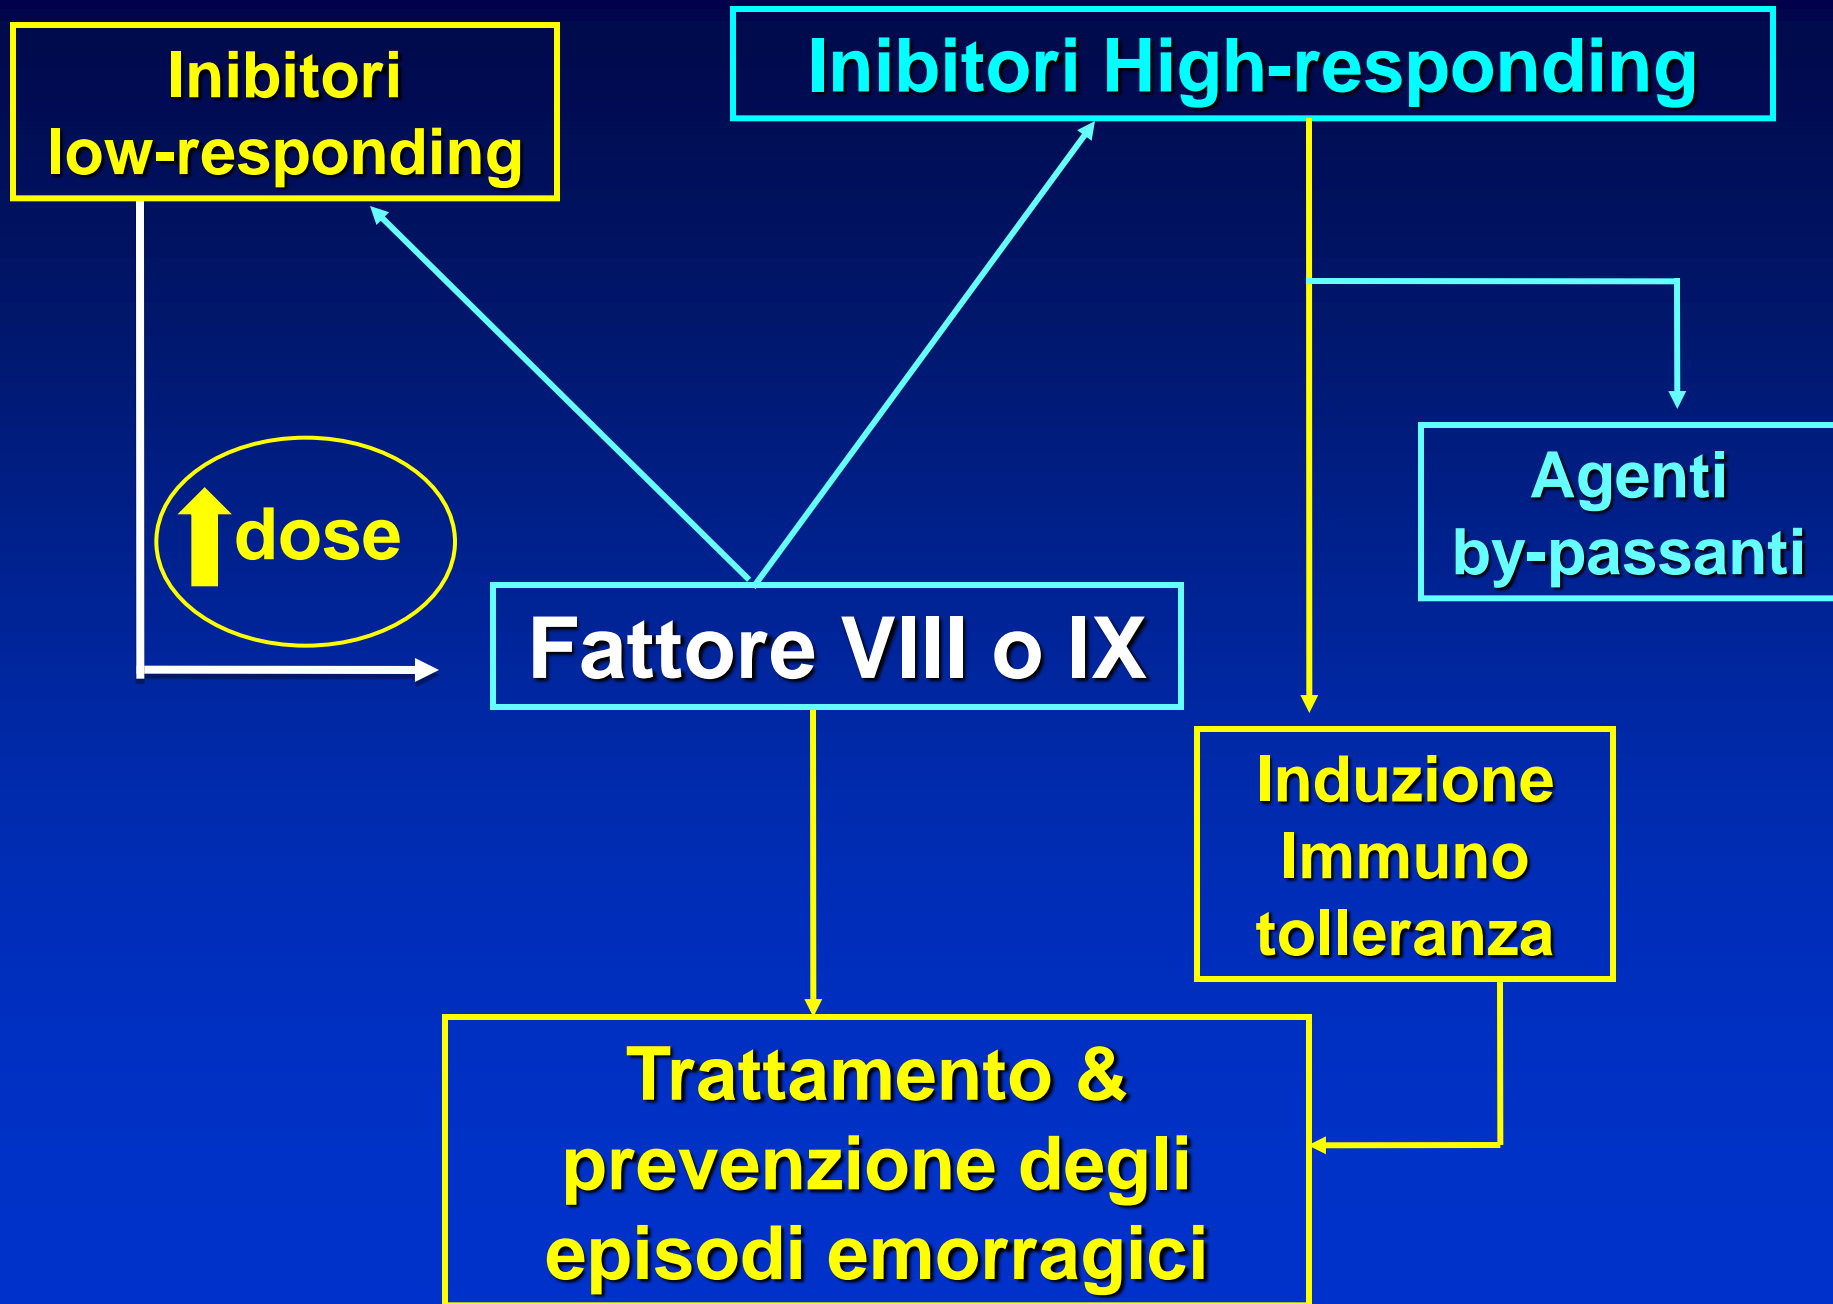 Inibitori
low-responding
Inibitori High-responding
Agenti
by-passanti
dose
Fattore VIII o IX
Induzione
Immuno
tolleranza
Trattamento &
prevenzione degli
episodi emorragici